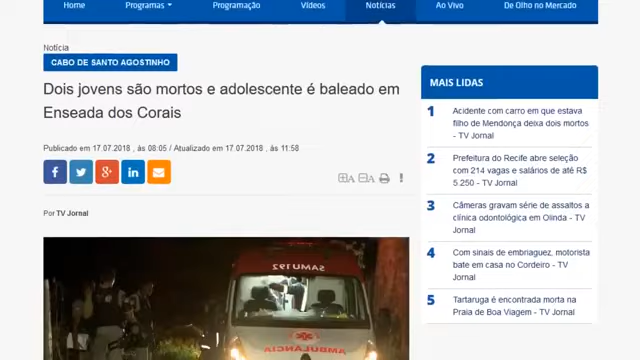 Home Programas Programação Vídeos Notícias Ao Vivo De Olho no Mercado
Notícia
CABO DE SANTO AGOSTINHO
Dois jovens são mortos e adolescente é baleado em
Enseada dos Corais
Publicado em 17.07.2018 , às 08:05 / Atualizado em 17.07.2018 , às 11:58
A A
Por TV Jornal
SAMU192
AMBULÂNCIA
MAIS LIDAS
1 Acidente com carro em que estava
filho de Mendonça deixa dois mortos
- TV Jornal
2 Prefeitura do Recife abre seleção
com 214 vagas e salários de até R$
5.250 - TV Jornal
3 Câmeras gravam série de assaltos a
clínica odontológica em Olinda - TV
Jornal
4 Com sinais de embriaguez, motorista
bate em casa no Cordeiro - TV
Jornal
5 Tartaruga é encontrada morta na
Praia de Boa Viagem - TV Jornal